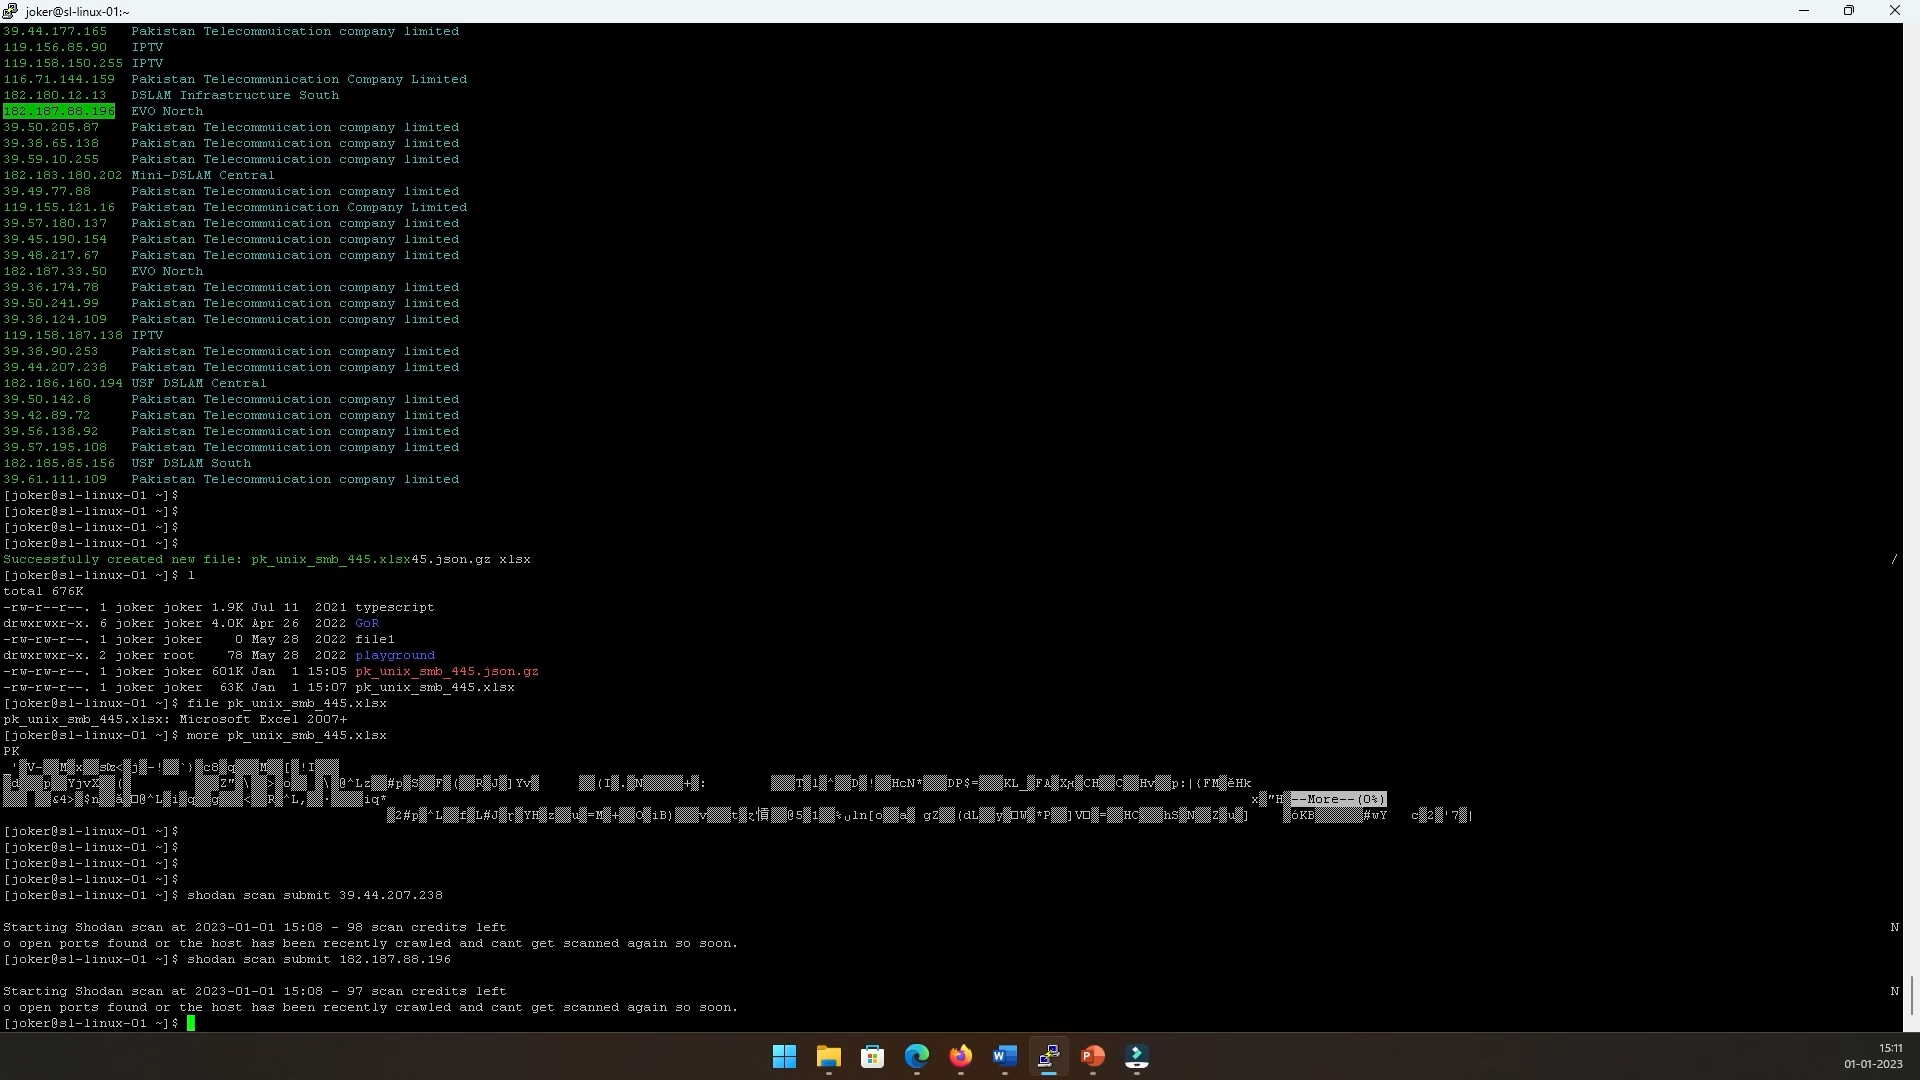 joker@sl-linux-01:~
39.44.177.165 Pakistan Telecommuication company limited
119.156.85.90 IPTV
119.158.150.255 IPTV
116.71.144.159 Pakistan Telecommunication Company Limited
182.180.12.13 DSLAM Infrastructure South
182.187.88.196 EVO North
39.50.205.87 Pakistan Telecommuication company limited
39.38.65.138 Pakistan Telecommuication company limited
39.59.10.255 Pakistan Telecommuication company limited
182.183.180.202 Mini-DSLAM Central
39.49.77.88 Pakistan Telecommuication company limited
119.155.121.16 Pakistan Telecommunication Company Limited
39.57.180.137 Pakistan Telecommuication company limited
39.45.190.154 Pakistan Telecommuication company limited
39.48.217.67 Pakistan Telecommuication company limited
182.187.33.50 EVO North
39.36.174.78 Pakistan Telecommuication company limited
39.50.241.99 Pakistan Telecommuication company limited
39.38.124.109 Pakistan Telecommuication company limited
119.158.187.138 IPTV
39.38.90.253 Pakistan Telecommuication company limited
39.44.207.238 Pakistan Telecommuication company limited
182.186.160.194 USF DSLAM Central
39.50.142.8 Pakistan Telecommuication company limited
39.42.89.72 Pakistan Telecommuication company limited
39.56.138.92 Pakistan Telecommuication company limited
39.57.195.108 Pakistan Telecommuication company limited
182.185.85.156 USF DSLAM South
39.61.111.109 Pakistan Telecommuication company limited
[joker@sl-linux-01 ~]$
[joker@sl-linux-01 ~]$
[joker@sl-linux-01 ~]$
[joker@sl-linux-01 ~]$
Successfully created new file: pk_unix_smb_445.xlsx45.json.gz xlsx /
[joker@sl-linux-01 ~]$ l
total 676K
-rw-r--r--. 1 joker joker 1.9K Jul 11 2021 typescript
drwxrwxr-x. 6 joker joker 4.0K Apr 26 2022 GoR
-rw-rw-r--. 1 joker joker 0 May 28 2022 file1
drwxrwxr-x. 2 joker root 78 May 28 2022 playground
-rw-rw-r--. 1 joker joker 601K Jan 1 15:05 pk_unix_smb_445.json.gz
-rw-rw-r--. 1 joker joker 63K Jan 1 15:07 pk_unix_smb_445.xlsx
[joker@sl-linux-01 ~]$ file pk_unix_smb_445.xlsx
pk_unix_smb_445.xlsx: Microsoft Excel 2007+
[joker@sl-linux-01 ~]$ more pk_unix_smb_445.xlsx
PK
--More--(0%)
[joker@sl-linux-01 ~]$
[joker@sl-linux-01 ~]$
[joker@sl-linux-01 ~]$
[joker@sl-linux-01 ~]$
[joker@sl-linux-01 ~]$ shodan scan submit 39.44.207.238
Starting Shodan scan at 2023-01-01 15:08 - 98 scan credits left N
o open ports found or the host has been recently crawled and cant get scanned again so soon.
[joker@sl-linux-01 ~]$ shodan scan submit 182.187.88.196
Starting Shodan scan at 2023-01-01 15:08 - 97 scan credits left N
o open ports found or the host has been recently crawled and cant get scanned again so soon.
[joker@sl-linux-01 ~]$
15:11
01-01-2023